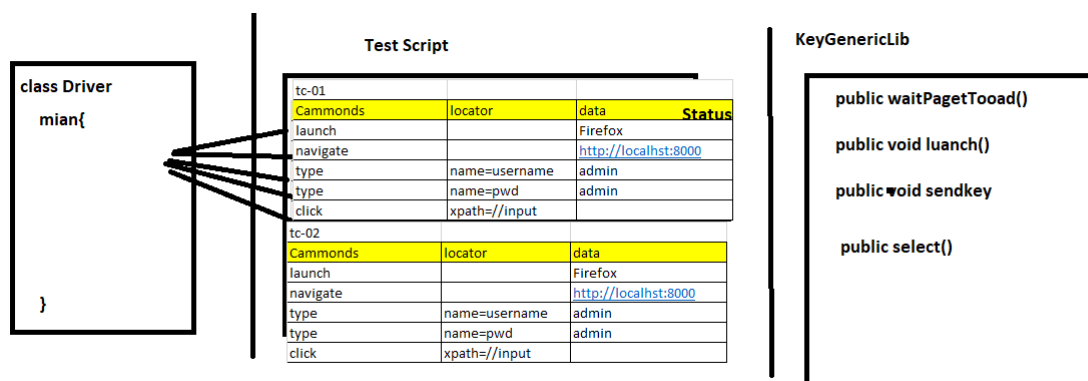 class Driver
mian{
}
Test Script
tc-01
Cammonds locator data Status
launch Firefox
navigate http://localhst:8000
type name=username admin
type name=pwd admin
click xpath=//input
tc-02
Cammonds locator data
launch Firefox
navigate http://localhst:8000
type name=username admin
type name=pwd admin
click xpath=//input
KeyGenericLib
public waitPagetTooad()
public void luanch()
public void sendkey
public select()